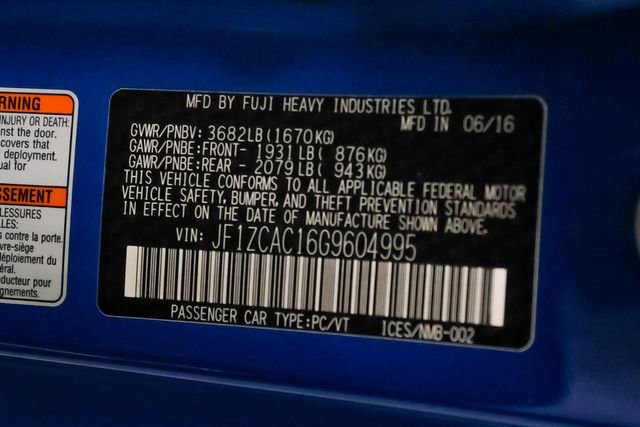 RNING
INJURY OR DEATH:
nst the door.
covers that
deployment.
ual for
SSEMENT
LESSURES
LLES:
s contre la porte.
vre-siège
u déploiement du
éral.
cteur pour
gnements.
MFD BY FUJI HEAVY INDUSTRIES LTD.
MFD IN 06/16
GVWR/PNBV: 3682LB(1670KG)
GAWR/PNBE:FRONT- 1931LB( 876KG)
GAWR/PNBE:REAR - 2079LB( 943KG)
THIS VEHICLE CONFORMS TO ALL APPLICABLE FEDERAL MOTOR
VEHICLE SAFETY, BUMPER, AND THEFT PREVENTION STANDARDS
IN EFFECT ON THE DATE OF MANUFACTURE SHOWN ABOVE.
VIN: JF1ZCAC16G9604995
PASSENGER CAR TYPE:PC/VT ICES/NMB-002